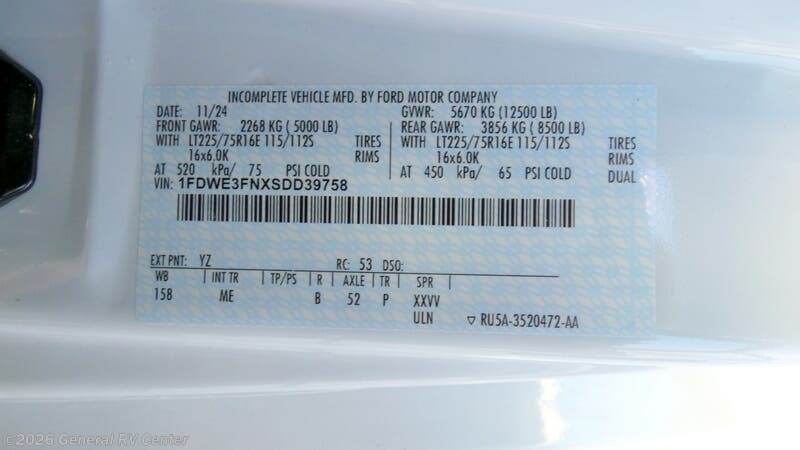 INCOMPLETE VEHICLE MFD. BY FORD MOTOR COMPANY
DATE: 11/24 GVWR: 5670 KG (12500 LB)
FRONT GAWR: 2268 KG ( 5000 LB) REAR GAWR: 3856 KG ( 8500 LB)
WITH LT225/75R16E 115/112S TIRES WITH LT225/75R16E 115/112S TIRES
16x6.0K RIMS 16x6.0K RIMS
AT 520 kPa/ 75 PSI COLD AT 450 kPa/ 65 PSI COLD DUAL
VIN: 1FDWE3FNXSDD39758
EXT PNT: YZ RC: 53 DSO:
WB INT TR TP/PS R AXLE TR SPR
158 ME B 52 P XXVV
ULN ▽ RU5A-3520472-AA
©2026 General RV Center